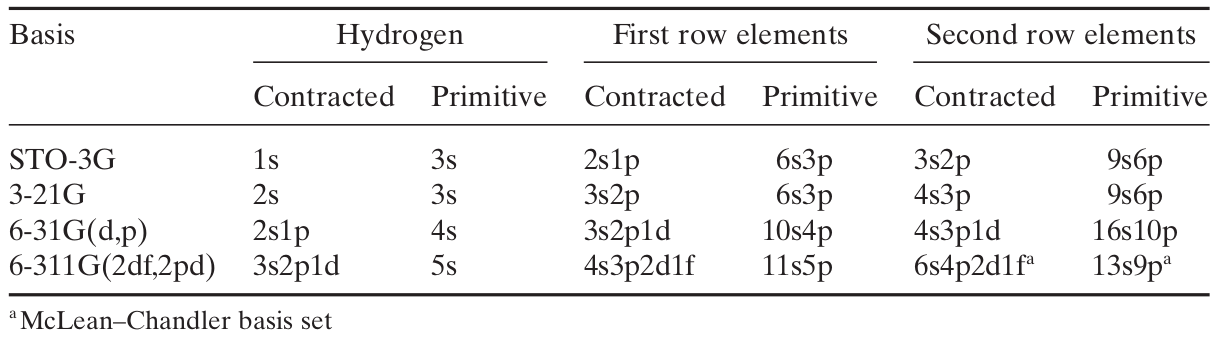 Basis Hydrogen First row elements Second row elements
Contracted Primitive Contracted Primitive Contracted Primitive
STO-3G 1s 3s 2s1p 6s3p 3s2p 9s6p
3-21G 2s 3s 3s2p 6s3p 4s3p 9s6p
6-31G(d,p) 2s1p 4s 3s2p1d 10s4p 4s3p1d 16s10p
6-311G(2df,2pd) 3s2p1d 5s 4s3p2d1f 11s5p 6s4p2d1fᵃ 13s9pᵃ
ᵃ McLean–Chandler basis set